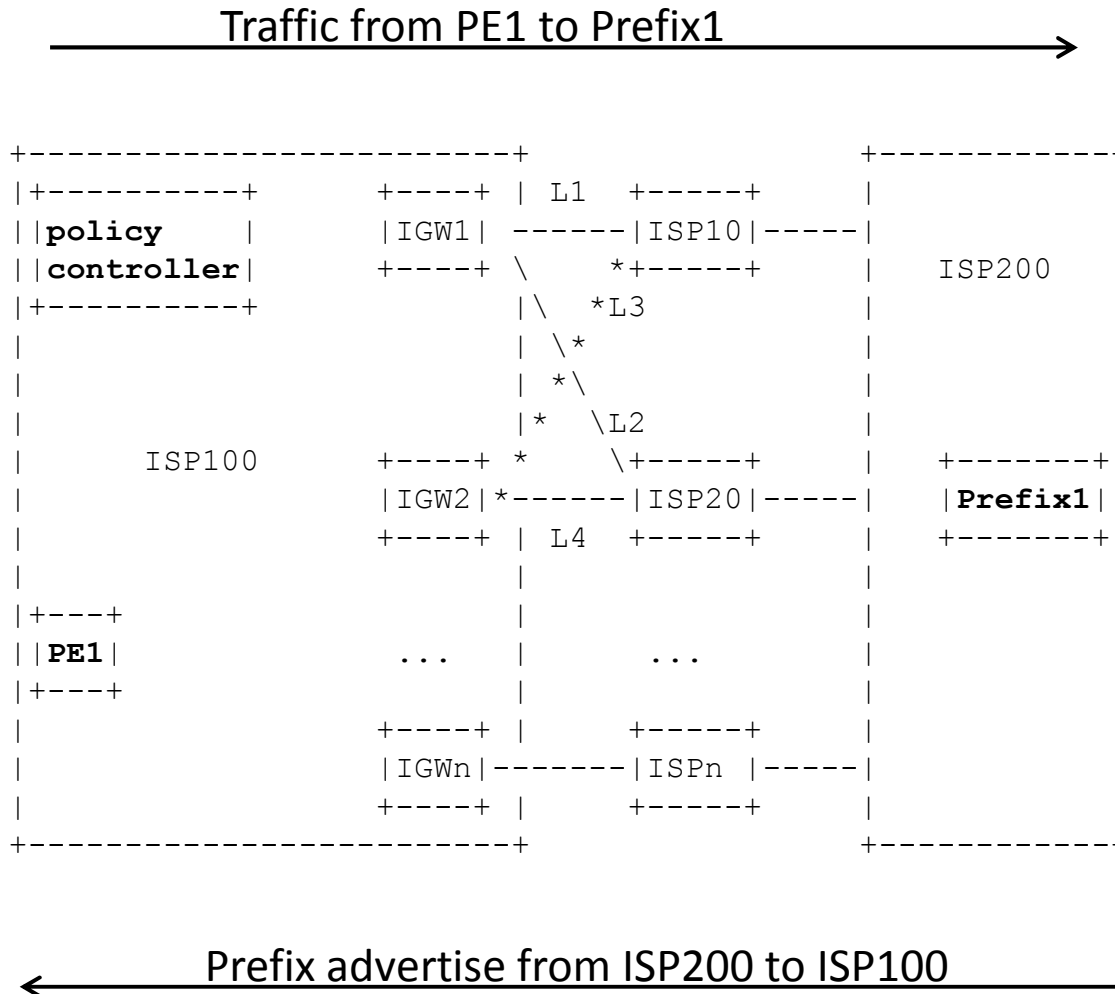 Traffic from PE1 to Prefix1
+-------------------------+                 +------------
|+-----------+      +----+ | L1  +-----+     |
||policy     |      |IGW1| ------|ISP10|-----|
||controller|      +----+ \    *+-----+     |   ISP200
|+-----------+             |\   *L3           |
|                          | \*              |
|                          | *\              |
|                          |*  \L2           |
|      ISP100      +----+ *    \+-----+     |   +-------+
|                  |IGW2|*------|ISP20|-----|   |Prefix1|
|                  +----+ | L4  +-----+     |   +-------+
|                          |                 |
|+---+                     |                 |
||PE1|              ...    |     ...         |
|+---+                     |                 |
|                  +----+ |     +-----+     |
|                  |IGWn|-------|ISPn |-----|
|                  +----+ |     +-----+     |
+-------------------------+                 +------------
Prefix advertise from ISP200 to ISP100